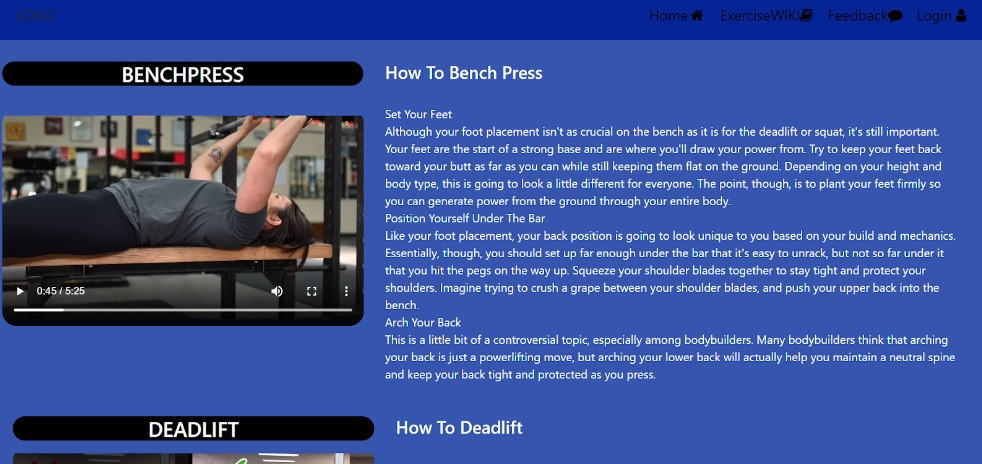 LOGO
Home ExerciseWIKI Feedback Login
BENCHPRESS
How To Bench Press
Set Your Feet
Although your foot placement isn't as crucial on the bench as it is for the deadlift or squat, it's still important.
Your feet are the start of a strong base and are where you'll draw your power from. Try to keep your feet back
toward your butt as far as you can while still keeping them flat on the ground. Depending on your height and
body type, this is going to look a little different for everyone. The point, though, is to plant your feet firmly so
you can generate power from the ground through your entire body.
Position Yourself Under The Bar
Like your foot placement, your back position is going to look unique to you based on your build and mechanics.
Essentially, though, you should set up far enough under the bar that it's easy to unrack, but not so far under it
that you hit the pegs on the way up. Squeeze your shoulder blades together to stay tight and protect your
shoulders. Imagine trying to crush a grape between your shoulder blades, and push your upper back into the
bench.
Arch Your Back
This is a little bit of a controversial topic, especially among bodybuilders. Many bodybuilders think that arching
your back is just a powerlifting move, but arching your lower back will actually help you maintain a neutral spine
and keep your back tight and protected as you press.
0:45 / 5:25
DEADLIFT
How To Deadlift